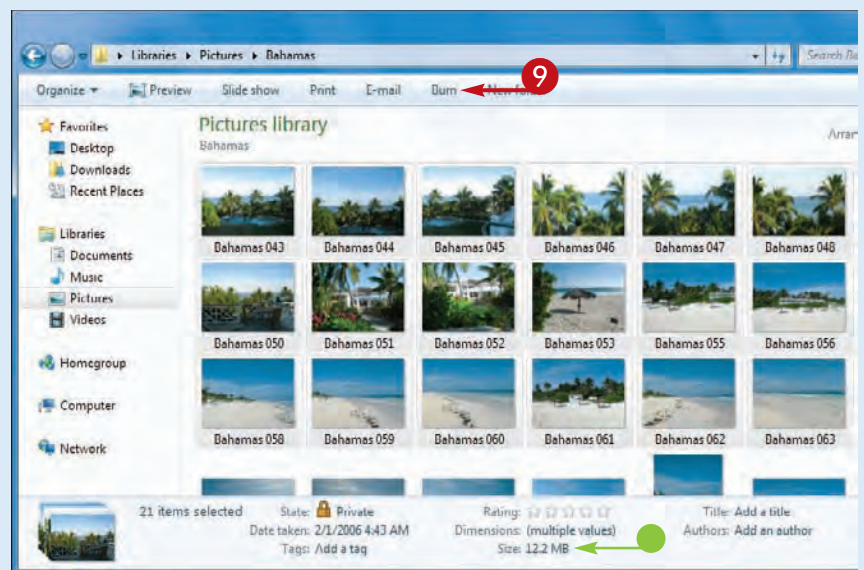 Libraries ▸ Pictures ▸ Bahamas
Search Ba
9
Organize Preview Slide show Print E-mail Burn New
Favorites
Desktop
Downloads
Recent Places
Libraries
Documents
Music
Pictures
Videos
Homegroup
Computer
Network
Pictures library
Bahamas
Arran
Bahamas 043 Bahamas 044 Bahamas 045 Bahamas 046 Bahamas 047 Bahamas 048
Bahamas 050 Bahamas 051 Bahamas 052 Bahamas 053 Bahamas 055 Bahamas 056
Bahamas 058 Bahamas 059 Bahamas 060 Bahamas 061 Bahamas 062 Bahamas 063
21 items selected State: Private Rating: Title: Add a title
Date taken: 2/1/2006 4:43 AM Dimensions: (multiple values) Authors: Add an author
Tags: Add a tag Size: 12.2 MB